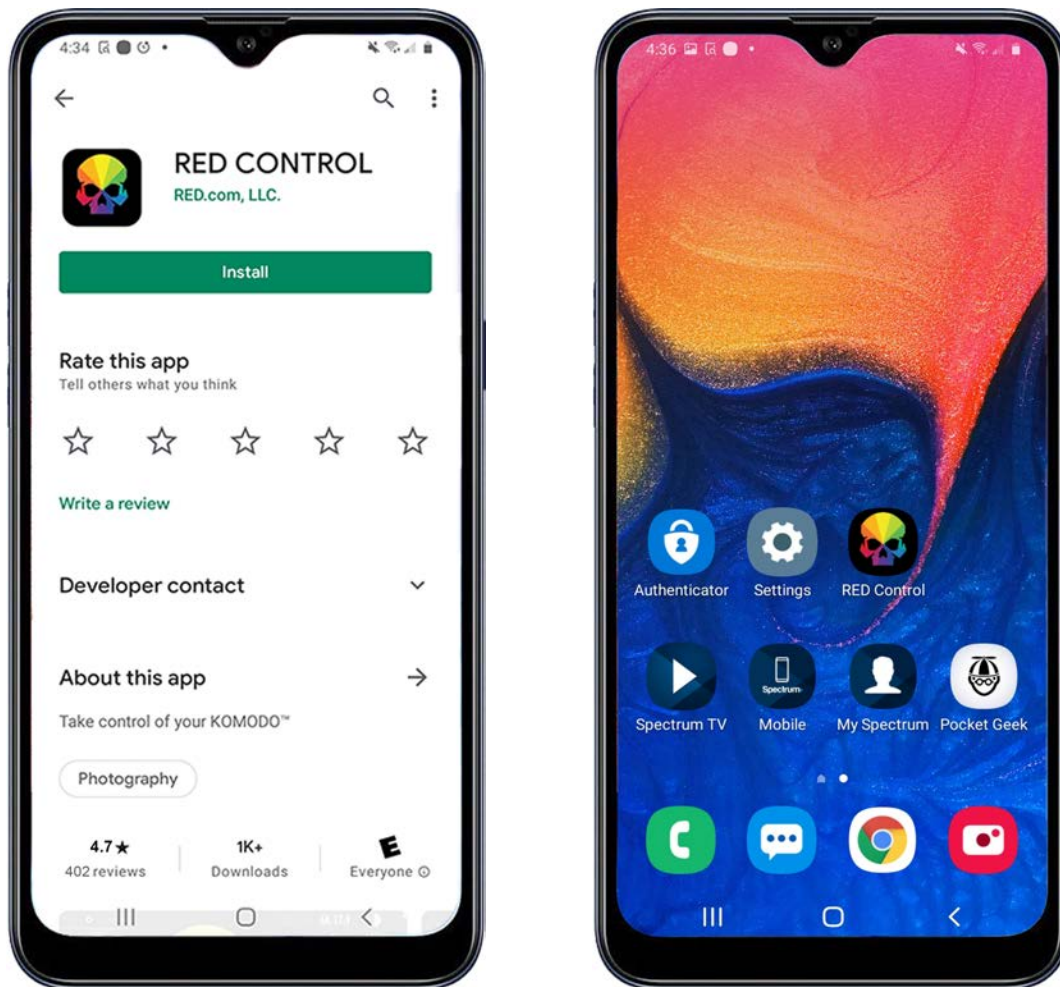 4:34
RED CONTROL
RED.com, LLC.
Install
Rate this app
Tell others what you think
Write a review
Developer contact
About this app
Take control of your KOMODO™
Photography
4.7★ 1K+ E
402 reviews Downloads Everyone
4:36
Authenticator Settings RED Control
Spectrum
Spectrum TV Mobile My Spectrum Pocket Geek